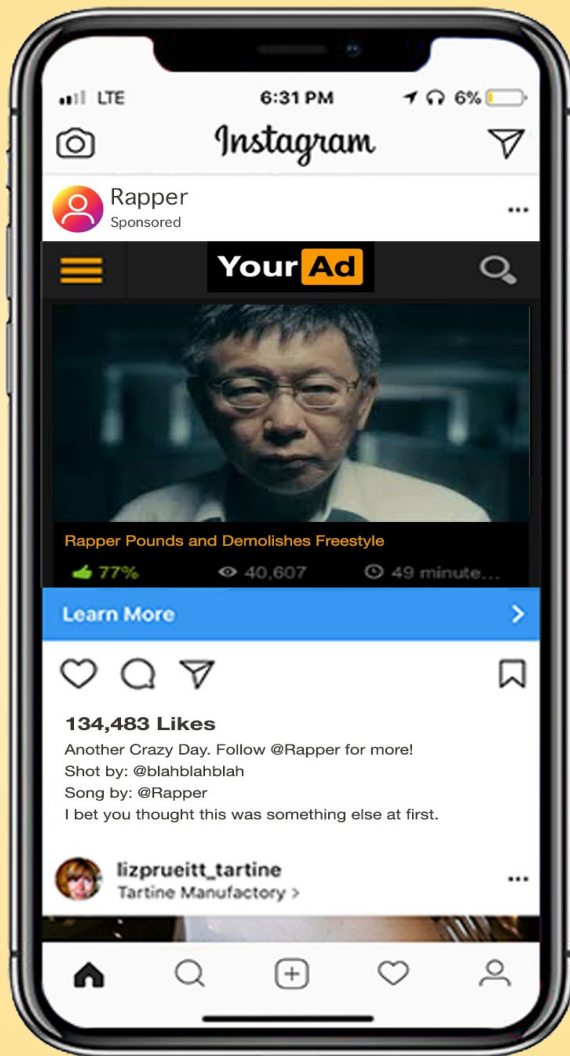 LTE 6:31 PM 6%
Instagram
Rapper
Sponsored
...
Your Ad
Rapper Pounds and Demolishes Freestyle
77% 40,607 49 minute...
Learn More >
134,483 Likes
Another Crazy Day. Follow @Rapper for more!
Shot by: @blahblahblah
Song by: @Rapper
I bet you thought this was something else at first.
lizprueitt_tartine
...
Tartine Manufactory >